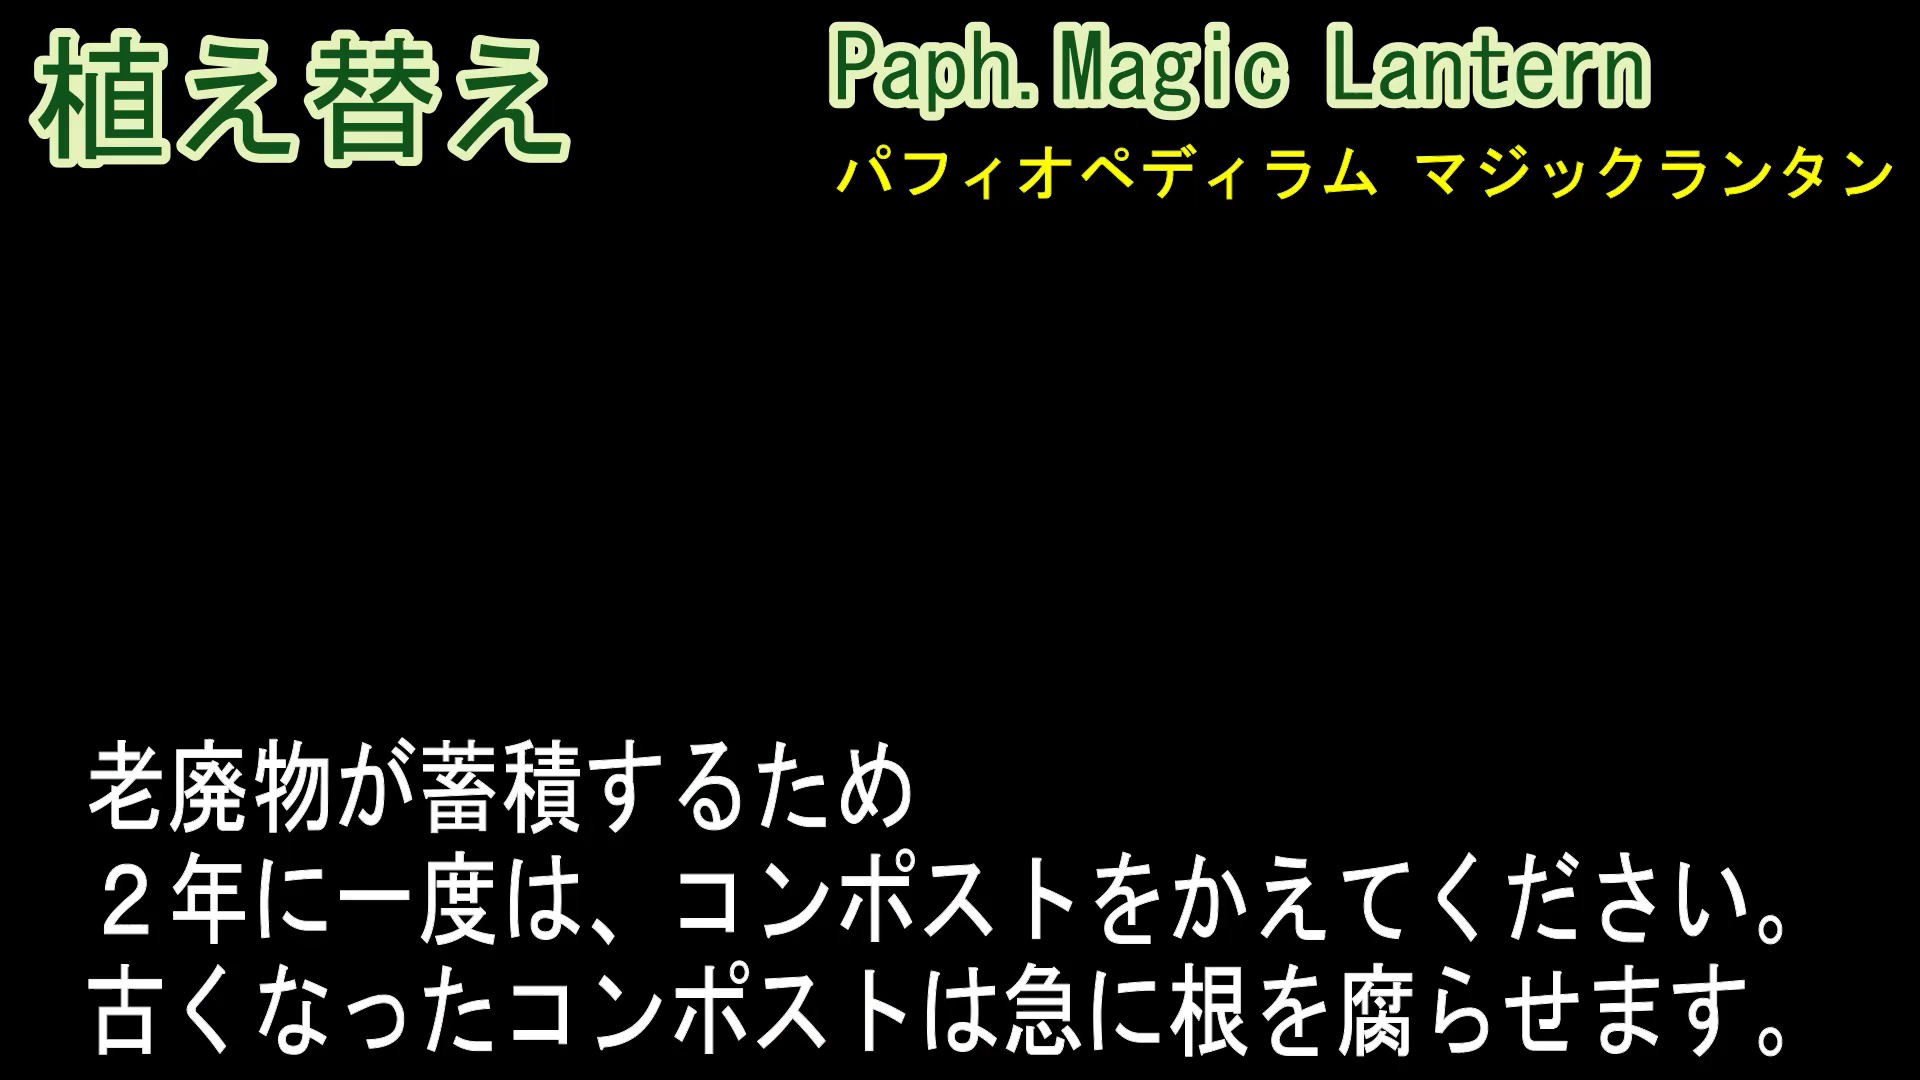 植え替え
Paph.Magic Lantern
パフィオペディラム マジックランタン
老廃物が蓄積するため
２年に一度は、コンポストをかえてください。
古くなったコンポストは急に根を腐らせます。